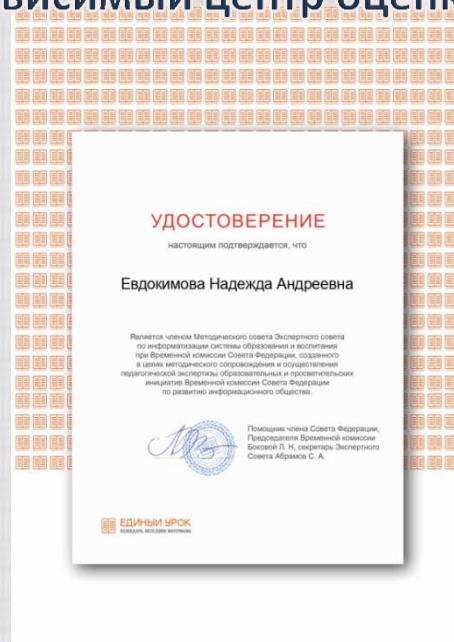 висимый центр оценк
УДОСТОВЕРЕНИЕ
настоящим подтверждается, что
Евдокимова Надежда Андреевна
Является членом Методического совета Экспертного совета
по информатизации системы образования и воспитания
при Временной комиссии Совета Федерации, созданного
в целях методического сопровождения и осуществления
педагогической экспертизы образовательных и просветительских
инициатив Временной комиссии Совета Федерации
по развитию информационного общества.
Помощник члена Совета Федерации,
Председателя Временной комиссии
Боковой Л. Н, секретарь Экспертного
Совета Абрамов С. А.
ЕДИНЫЙ УРОК
КАЛЕНДАРЬ, МЕТОДИКИ, МАТЕРИАЛЫ